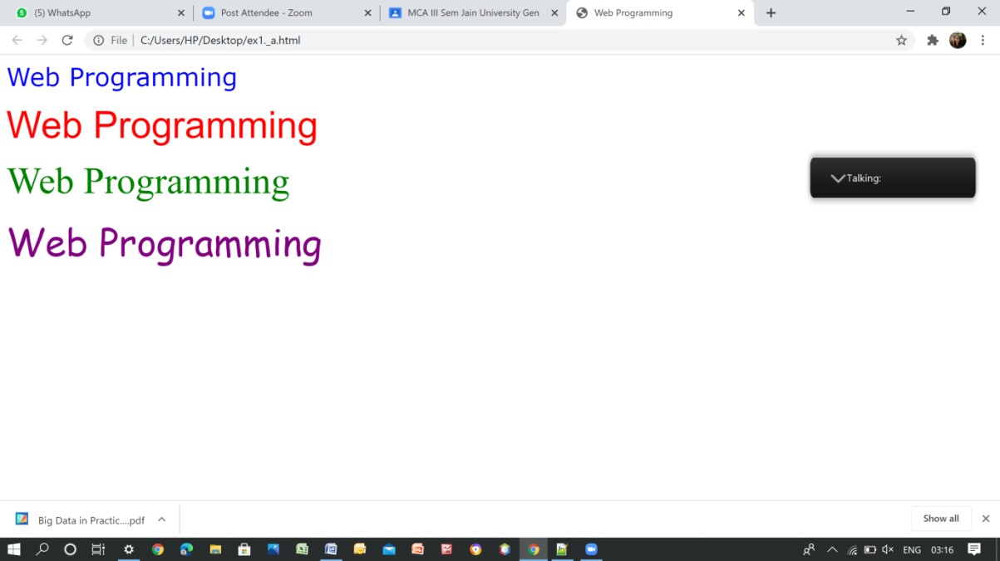 (5) WhatsApp
Post Attendee - Zoom
MCA III Sem Jain University Gen
Web Programming
File
C:/Users/HP/Desktop/ex1._a.html
Web Programming
Web Programming
Web Programming
Web Programming
Talking:
Big Data in Practic....pdf
Show all
ENG
03:16